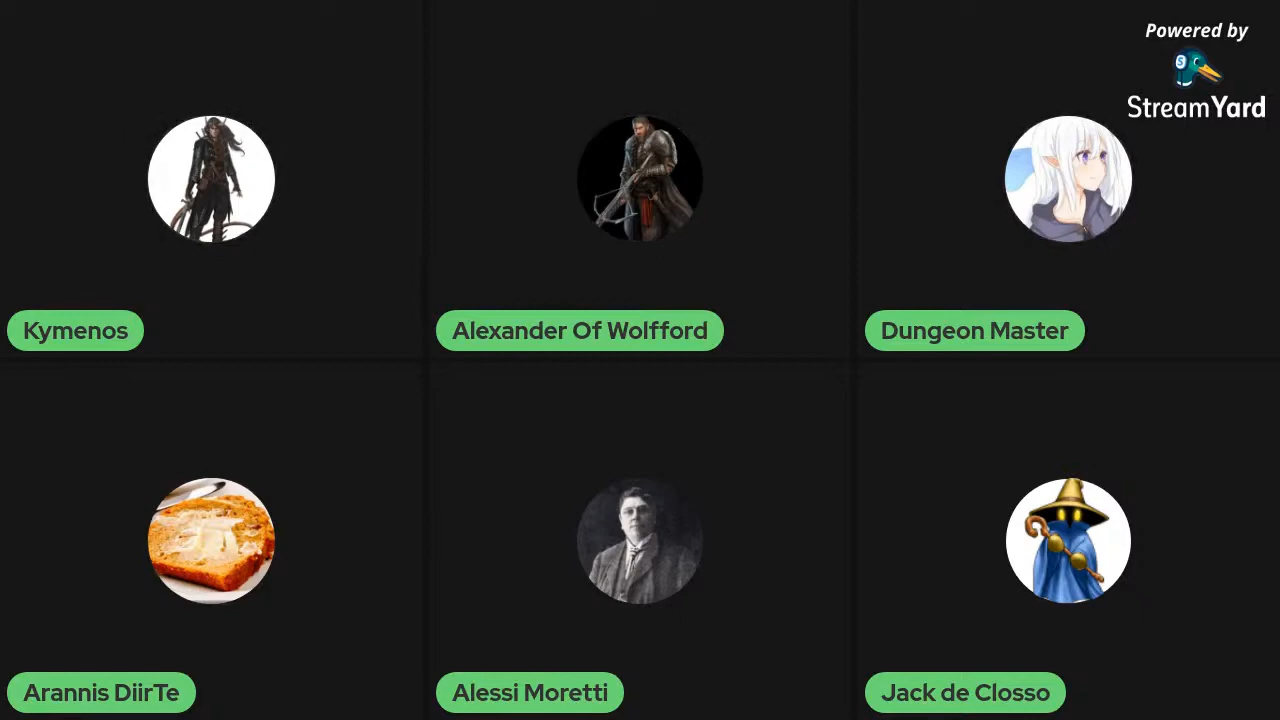 Powered by
StreamYard
Kymenos
Alexander Of Wolfford
Dungeon Master
Arannis DiirTe
Alessi Moretti
Jack de Closso